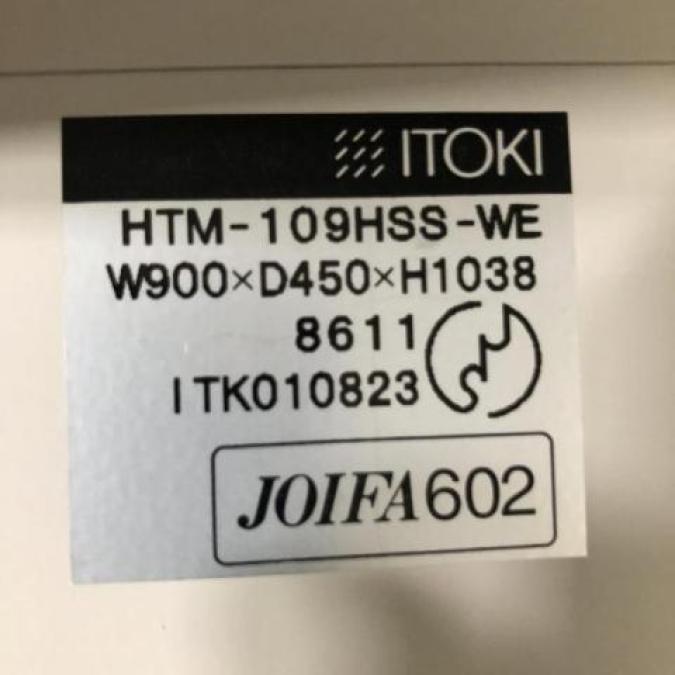 ITOKI
HTM-109HSS-WE
W900×D450×H1038
8611
ITK010823
JOIFA602